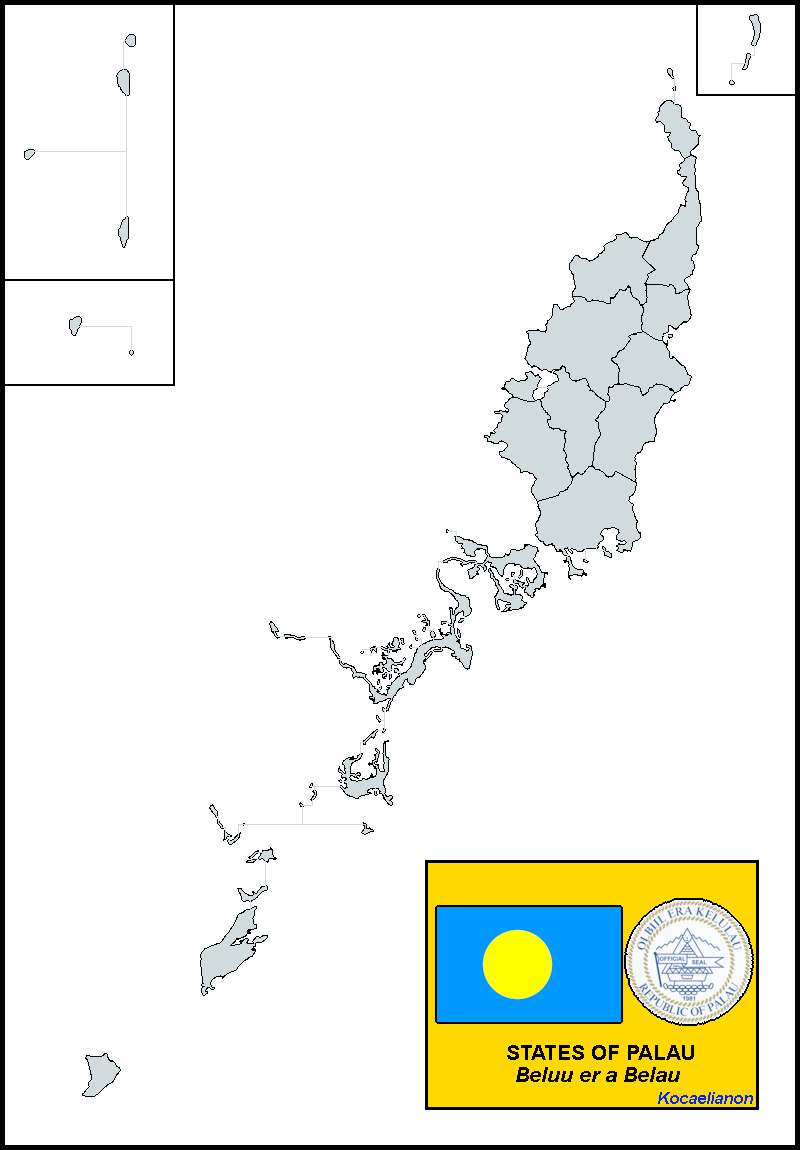 OLBIIL ERA KELULAU
OFFICIAL SEAL
1981
REPUBLIC OF PALAU
STATES OF PALAU
Beluu er a Belau
Kocaelianon